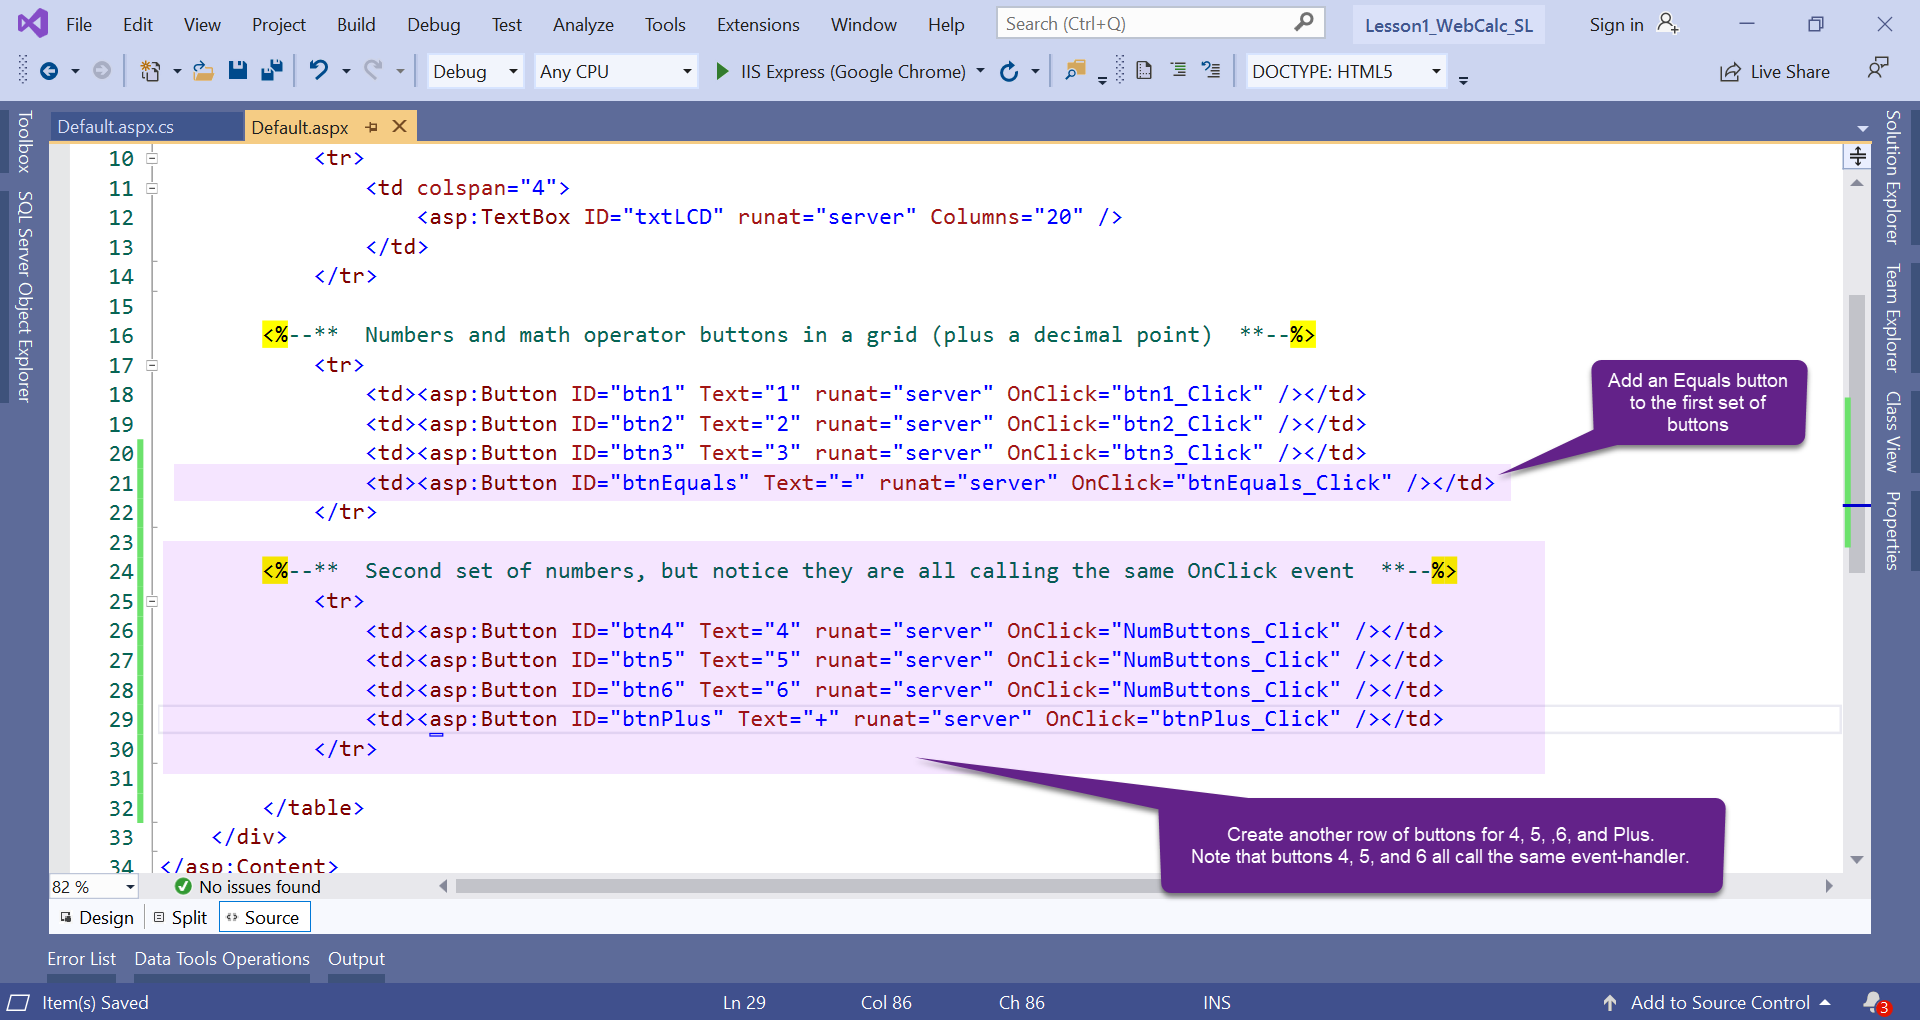 File Edit View Project Build Debug Test Analyze Tools Extensions Window Help Search (Ctrl+Q) Lesson1_WebCalc_SL Sign in
Debug Any CPU IIS Express (Google Chrome) DOCTYPE: HTML5 Live Share
Toolbox
SQL Server Object Explorer
Default.aspx.cs Default.aspx
10 <tr>
11 <td colspan="4">
12 <asp:TextBox ID="txtLCD" runat="server" Columns="20" />
13 </td>
14 </tr>
15
16 <%--** Numbers and math operator buttons in a grid (plus a decimal point) **--%>
17 <tr>
18 <td><asp:Button ID="btn1" Text="1" runat="server" OnClick="btn1_Click" /></td>
19 <td><asp:Button ID="btn2" Text="2" runat="server" OnClick="btn2_Click" /></td>
20 <td><asp:Button ID="btn3" Text="3" runat="server" OnClick="btn3_Click" /></td>
21 <td><asp:Button ID="btnEquals" Text="=" runat="server" OnClick="btnEquals_Click" /></td>
22 </tr>
23
24 <%--** Second set of numbers, but notice they are all calling the same OnClick event **--%>
25 <tr>
26 <td><asp:Button ID="btn4" Text="4" runat="server" OnClick="NumButtons_Click" /></td>
27 <td><asp:Button ID="btn5" Text="5" runat="server" OnClick="NumButtons_Click" /></td>
28 <td><asp:Button ID="btn6" Text="6" runat="server" OnClick="NumButtons_Click" /></td>
29 <td><asp:Button ID="btnPlus" Text="+" runat="server" OnClick="btnPlus_Click" /></td>
30 </tr>
31
32 </table>
33 </div>
34 </asp:Content>
Add an Equals button
to the first set of
buttons
Create another row of buttons for 4, 5, ,6, and Plus.
Note that buttons 4, 5, and 6 all call the same event-handler.
Solution Explorer
Team Explorer
Class View
Properties
82 % No issues found
Design Split Source
Error List Data Tools Operations Output
Item(s) Saved Ln 29 Col 86 Ch 86 INS Add to Source Control 3